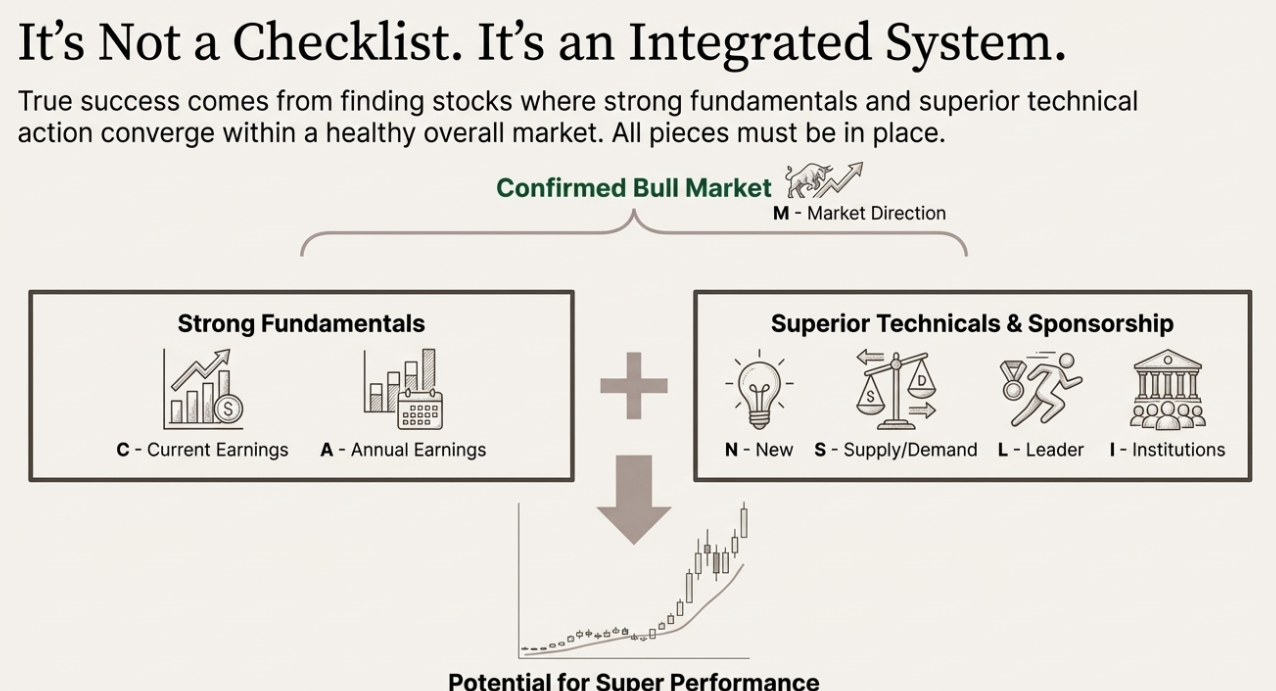 It’s Not a Checklist. It’s an Integrated System.
True success comes from finding stocks where strong fundamentals and superior technical
action converge within a healthy overall market. All pieces must be in place.
Confirmed Bull Market
M - Market Direction
Strong Fundamentals
$
C - Current Earnings
A - Annual Earnings
Superior Technicals & Sponsorship
S
D
N - New
S - Supply/Demand
L - Leader
I - Institutions
Potential for Super Performance